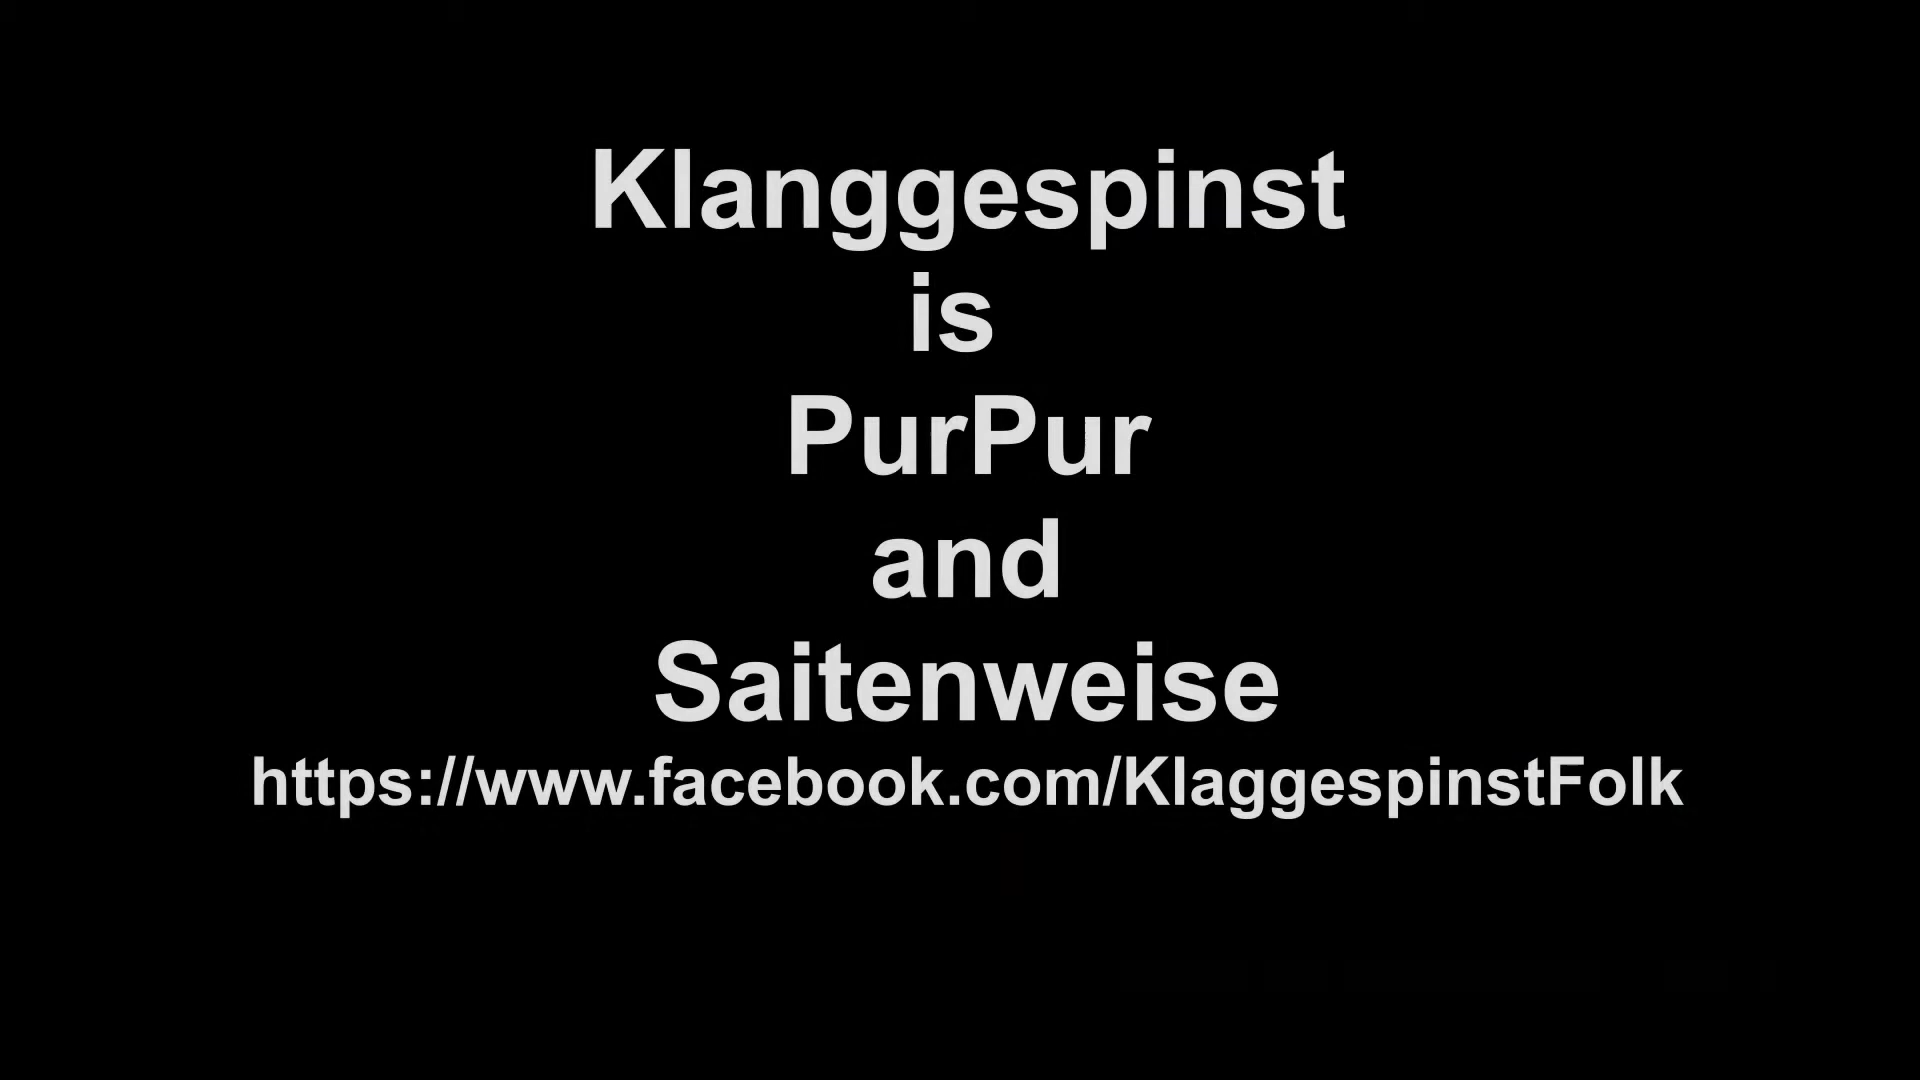 Klanggespinst
is
PurPur
and
Saitenweise
https://www.facebook.com/KlaggespinstFolk